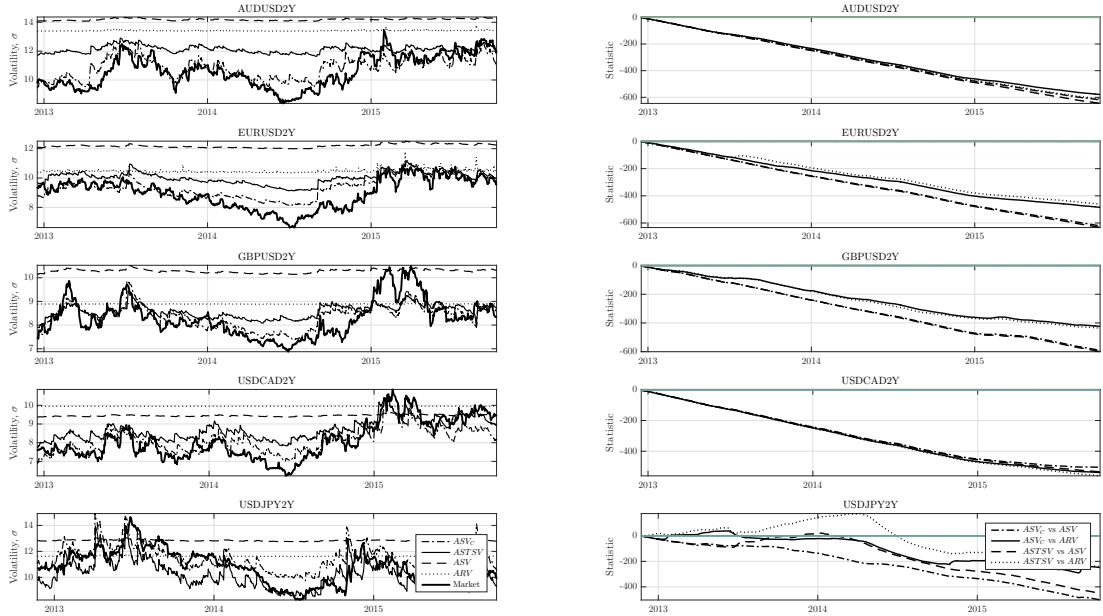 AUDUSD2Y
Volatility, σ
14
12
10
2013
2014
2015
AUDUSD2Y
Statistic
0
-200
-400
-600
2013
2014
2015
EURUSD2Y
Volatility, σ
12
10
8
2013
2014
2015
EURUSD2Y
Statistic
0
-200
-400
-600
2013
2014
2015
GBPUSD2Y
Volatility, σ
10
9
8
7
2013
2014
2015
GBPUSD2Y
Statistic
0
-200
-400
-600
2013
2014
2015
USDCAD2Y
Volatility, σ
10
9
8
7
2013
2014
2015
USDCAD2Y
Statistic
0
-200
-400
2013
2014
2015
USDJPY2Y
Volatility, σ
14
12
10
2013
2014
2015
ASV_C
ASTSV
ASV
ARV
Market
USDJPY2Y
Statistic
0
-200
-400
2013
2014
2015
ASV_C vs ASV
ASV_C vs ARV
ASTSV vs ASV
ASTSV vs ARV